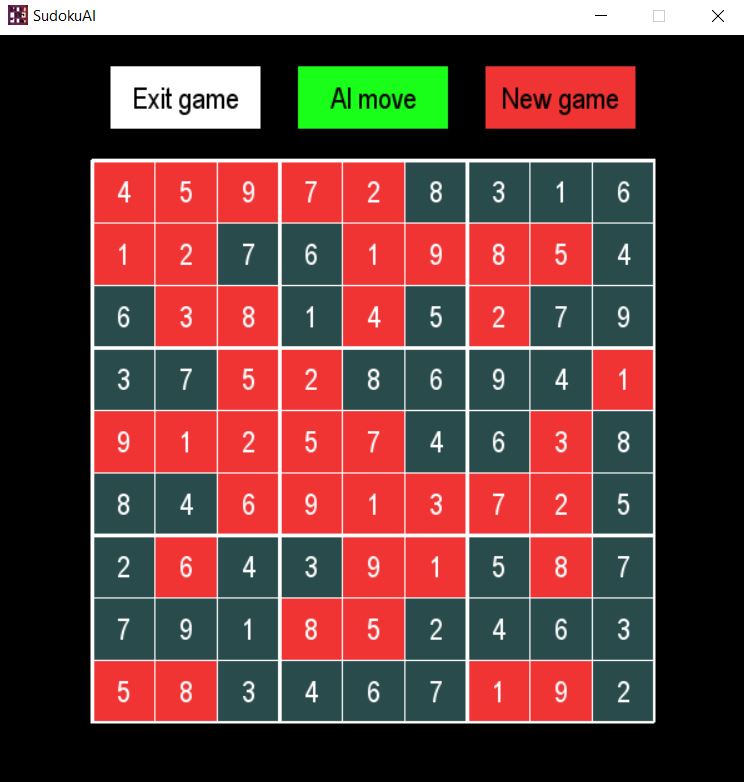 SudokuAI
Exit game AI move New game
4 5 9 7 2 8 3 1 6
1 2 7 6 1 9 8 5 4
6 3 8 1 4 5 2 7 9
3 7 5 2 8 6 9 4 1
9 1 2 5 7 4 6 3 8
8 4 6 9 1 3 7 2 5
2 6 4 3 9 1 5 8 7
7 9 1 8 5 2 4 6 3
5 8 3 4 6 7 1 9 2